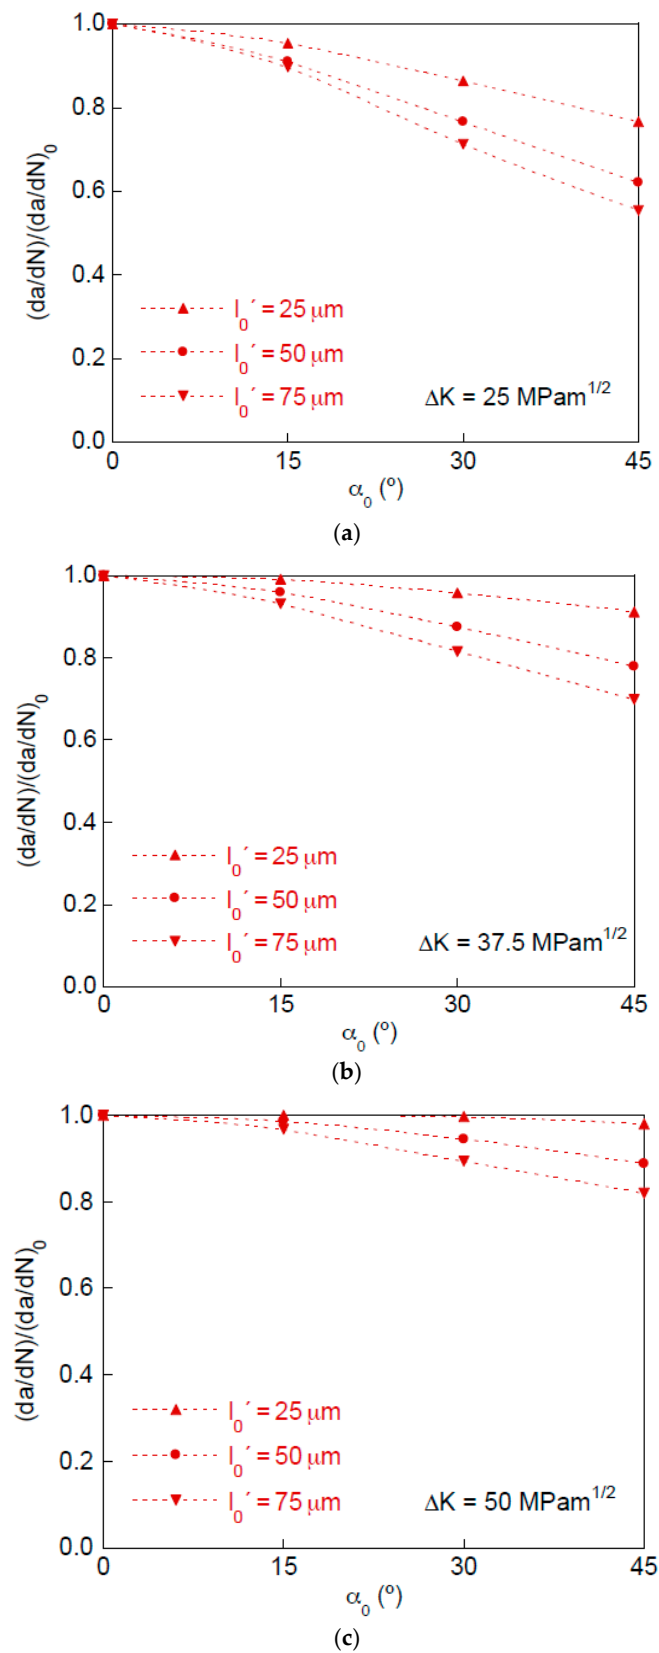 1.0
0.8
0.6
0.4
0.2
0.0
(da/dN)/(da/dN)₀
l₀´ = 25 μm
l₀´ = 50 μm
l₀´ = 75 μm
ΔK = 25 MPam¹/²
0 15 30 45
α₀ (º)
(a)
1.0
0.8
0.6
0.4
0.2
0.0
(da/dN)/(da/dN)₀
l₀´ = 25 μm
l₀´ = 50 μm
l₀´ = 75 μm
ΔK = 37.5 MPam¹/²
0 15 30 45
α₀ (º)
(b)
1.0
0.8
0.6
0.4
0.2
0.0
(da/dN)/(da/dN)₀
l₀´ = 25 μm
l₀´ = 50 μm
l₀´ = 75 μm
ΔK = 50 MPam¹/²
0 15 30 45
α₀ (º)
(c)